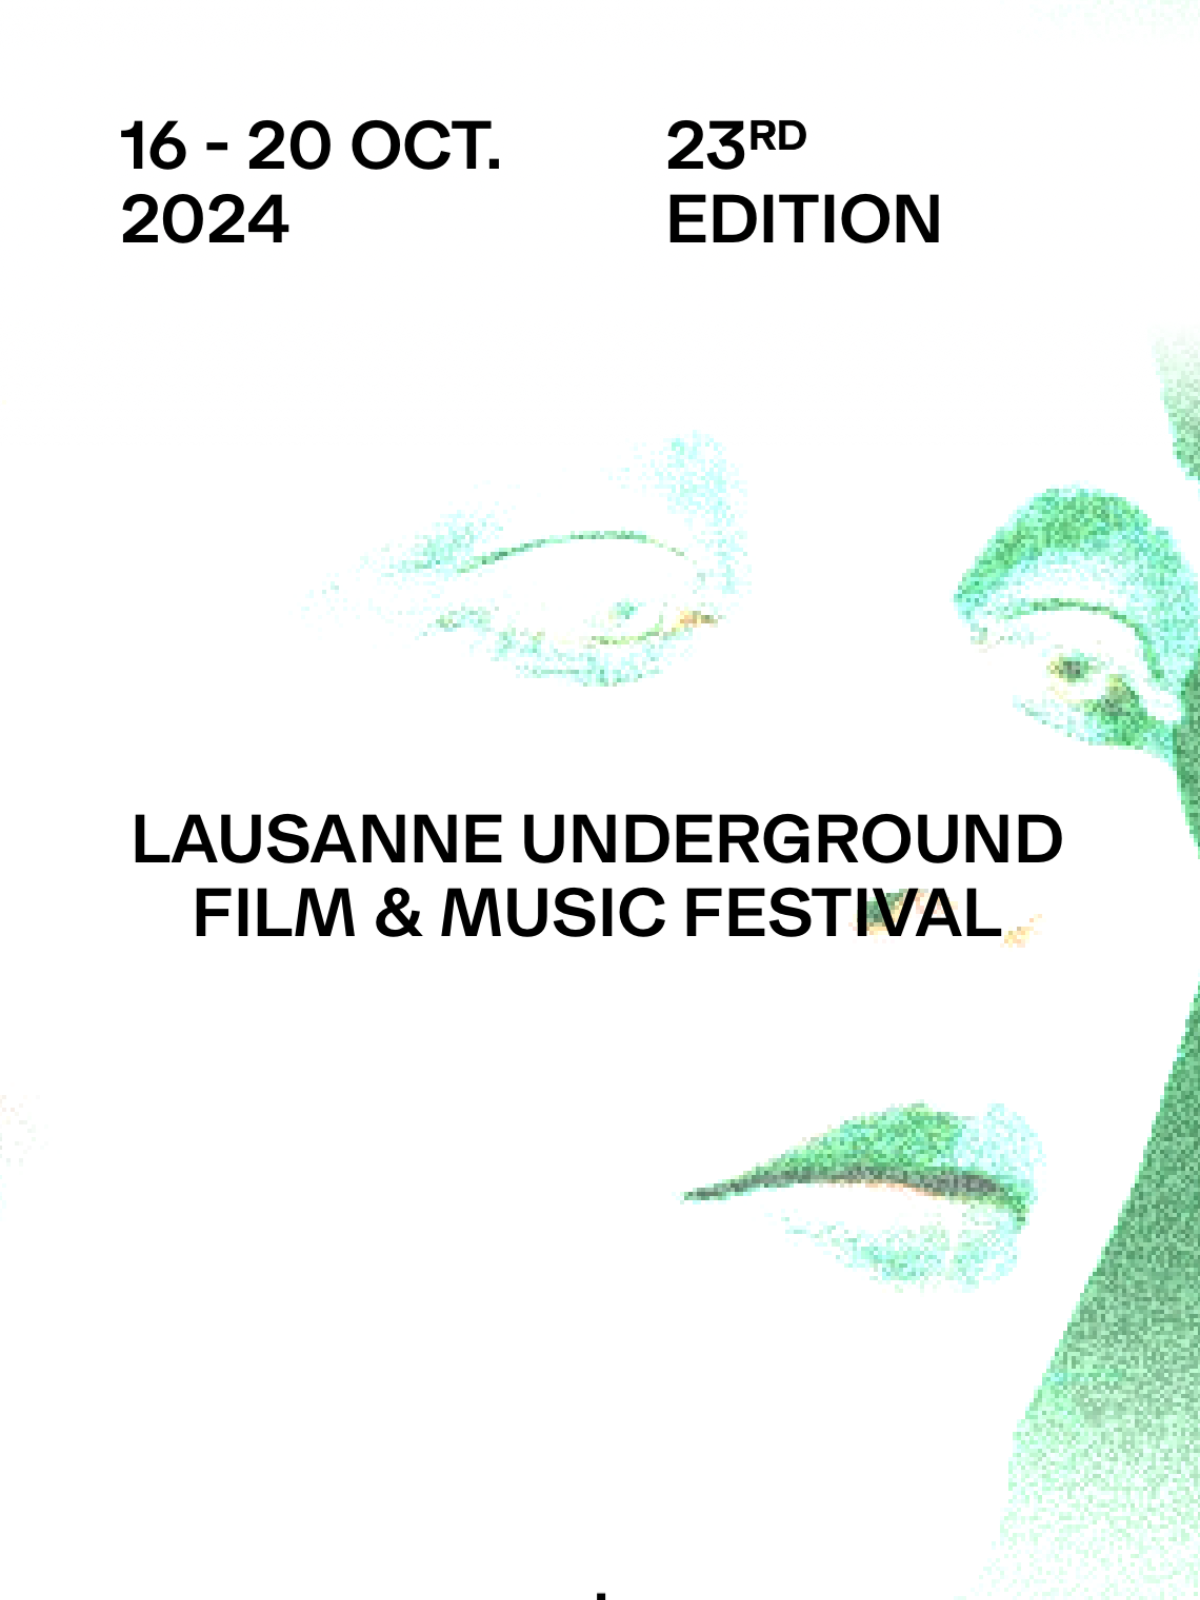 16 - 20 OCT.
2024
23RD
EDITION
LAUSANNE UNDERGROUND
FILM & MUSIC FESTIVAL